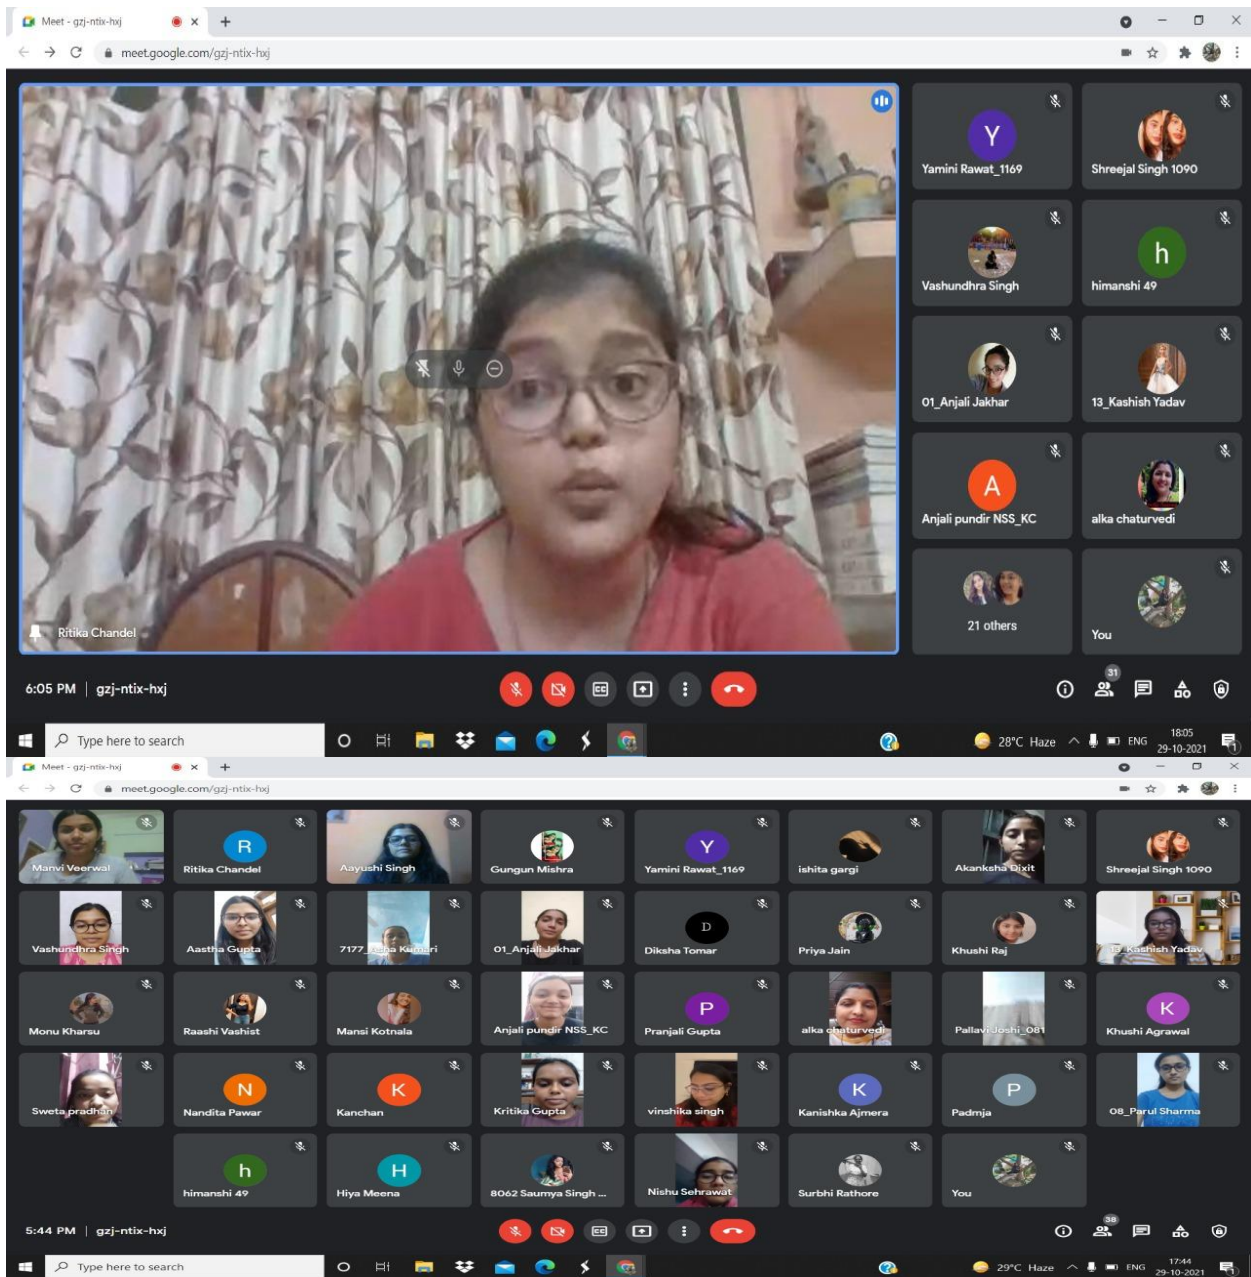 Meet - gzj-ntix-hxj
meet.google.com/gzj-ntix-hxj
Y
Yamini Rawat_1169
Shreejal Singh 1090
Vashundhra Singh
h
himanshi 49
01_Anjali Jakhar
13_Kashish Yadav
A
Anjali pundir NSS_KC
alka chaturvedi
21 others
You
Ritika Chandel
6:05 PM | gzj-ntix-hxj
CC
31
Type here to search
28°C Haze
ENG
18:05
29-10-2021
1
Meet - gzj-ntix-hxj
meet.google.com/gzj-ntix-hxj
Manvi Veerwal
R
Ritika Chandel
Aayushi Singh
Gungun Mishra
Y
Yamini Rawat_1169
ishita gargi
Akanksha Dixit
Shreejal Singh 1090
Vashundhra Singh
Aastha Gupta
7177_ Kumari
01_Anjali Jakhar
D
Diksha Tomar
Priya Jain
Khushi Raj
13_Kashish Yadav
Monu Kharsu
Raashi Vashist
Mansi Kotnala
Anjali pundir NSS_KC
P
Pranjali Gupta
alka chaturvedi
Pallavi Joshi_081
K
Khushi Agrawal
Sweta pradhan
N
Nandita Pawar
K
Kanchan
Kritika Gupta
vinshika singh
K
Kanishka Ajmera
P
Padmja
08_Parul Sharma
h
himanshi 49
H
Hiya Meena
8062 Saumya Singh ...
Nishu Sehrawat
Surbhi Rathore
You
5:44 PM | gzj-ntix-hxj
CC
38
Type here to search
29°C Haze
ENG
17:44
29-10-2021
1